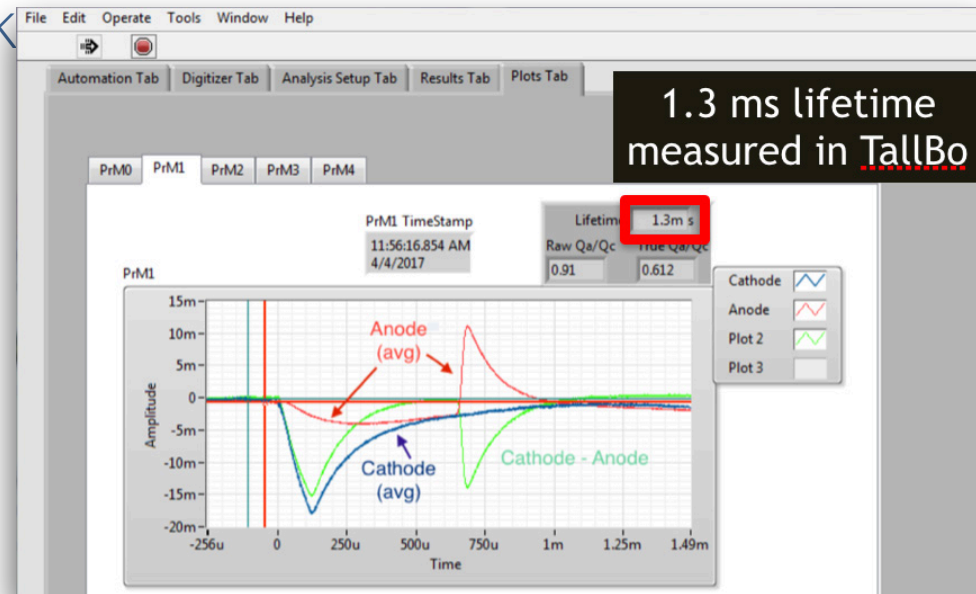 File Edit Operate Tools Window Help
Automation Tab Digitizer Tab Analysis Setup Tab Results Tab Plots Tab
1.3 ms lifetime
measured in TallBo
PrM0 PrM1 PrM2 PrM3 PrM4
PrM1 TimeStamp
11:56:16.854 AM
4/4/2017
Lifetim 1.3m s
Raw Qa/Qc True Qa/Qc
0.91 0.612
PrM1
Cathode
Anode
Plot 2
Plot 3
15m
10m
5m
0
-5m
-10m
-15m
-20m
Amplitude
Anode
(avg)
Cathode
(avg)
Cathode - Anode
-256u 0 250u 500u 750u 1m 1.25m 1.49m
Time